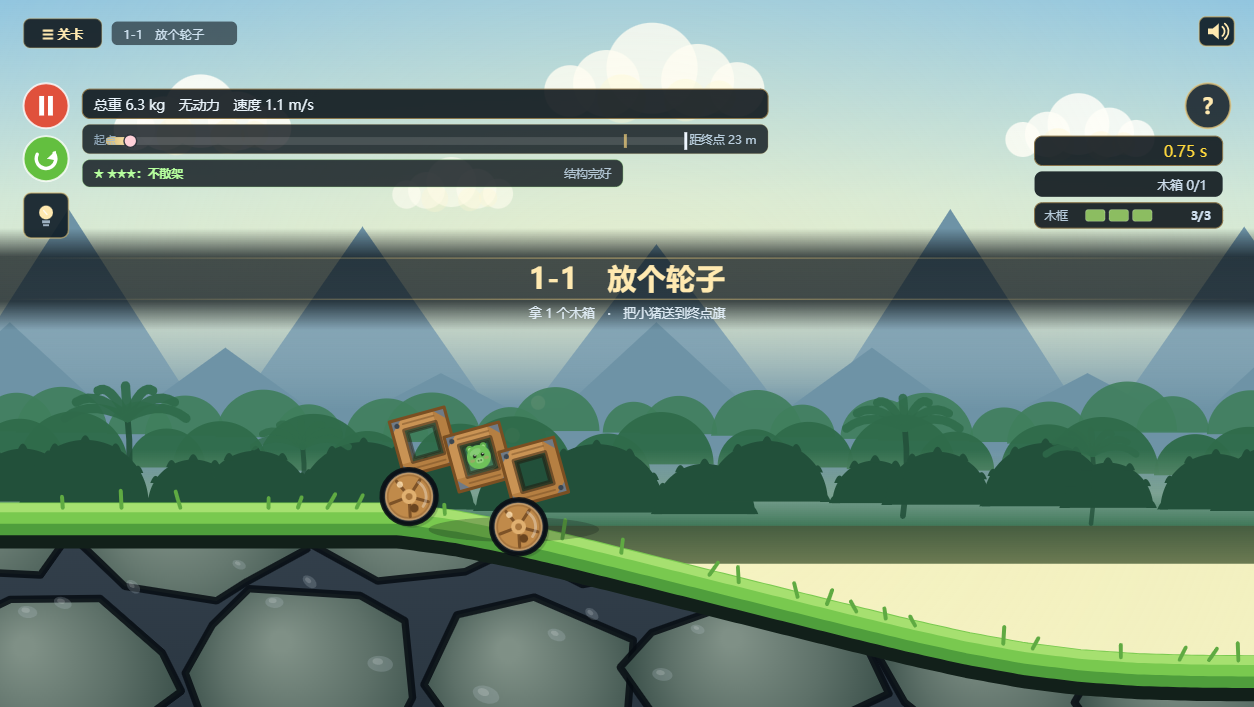 ☰ 关卡
1-1 放个轮子
总重 6.3 kg 无动力 速度 1.1 m/s
距终点 23 m
★ ★★★: 不散架
结构完好
?
0.75 s
木箱 0/1
木框 3/3
1-1 放个轮子
拿 1 个木箱 · 把小猪送到终点旗